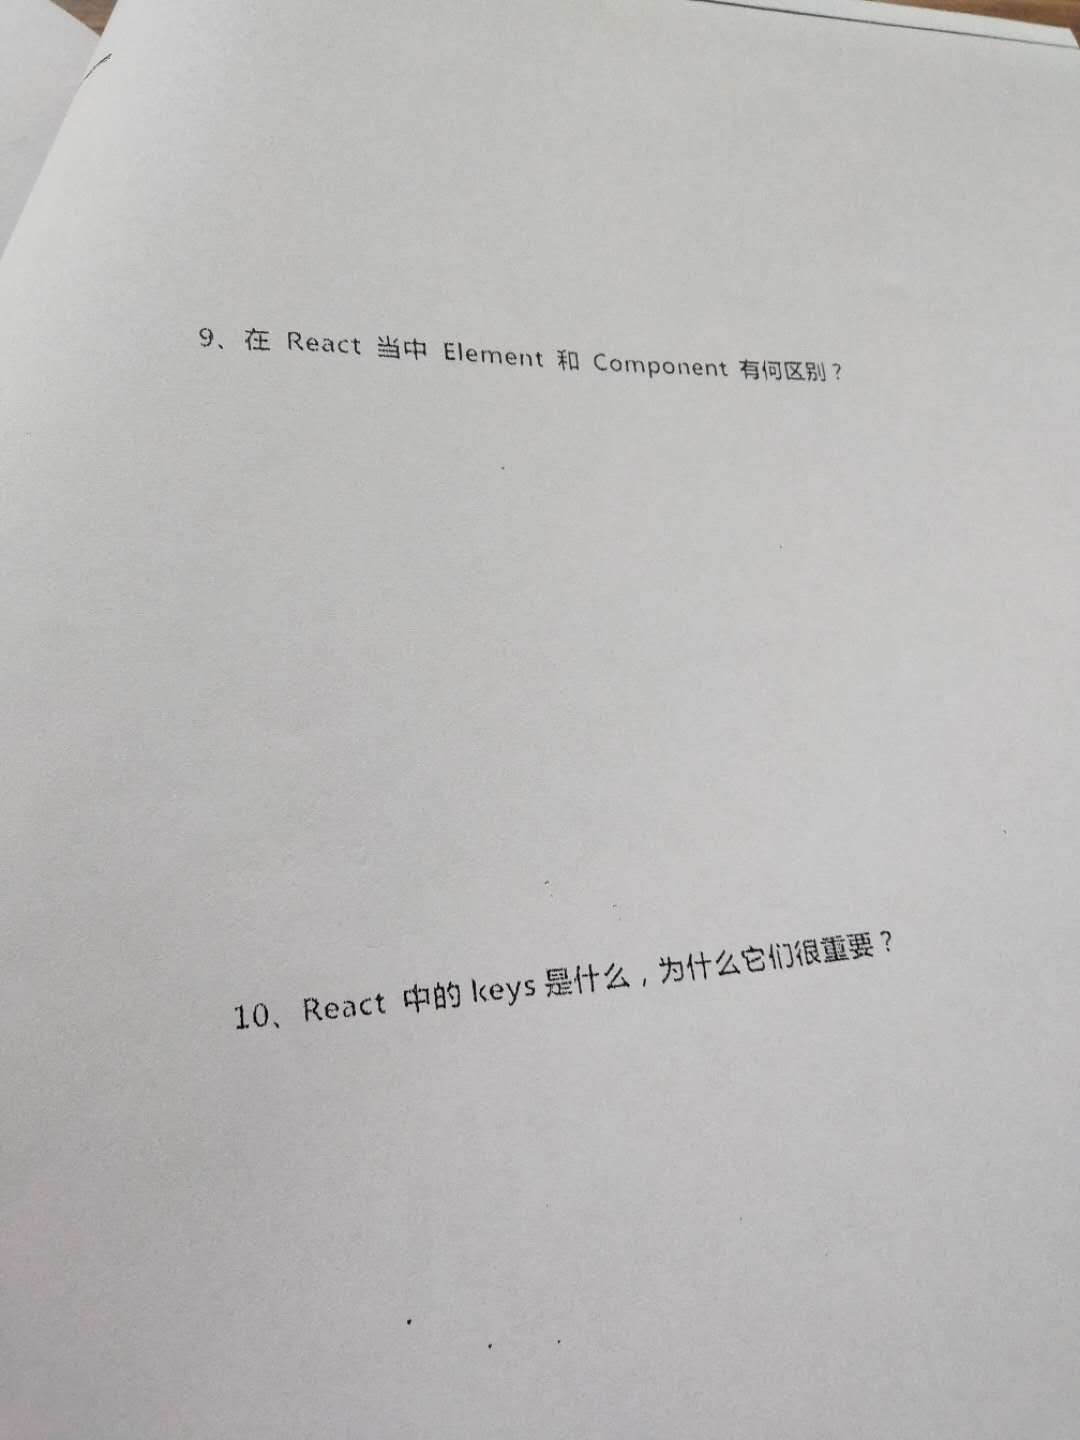 9、在 React 当中 Element 和 Component 有何区别？
10、React 中的 keys 是什么，为什么它们很重要？